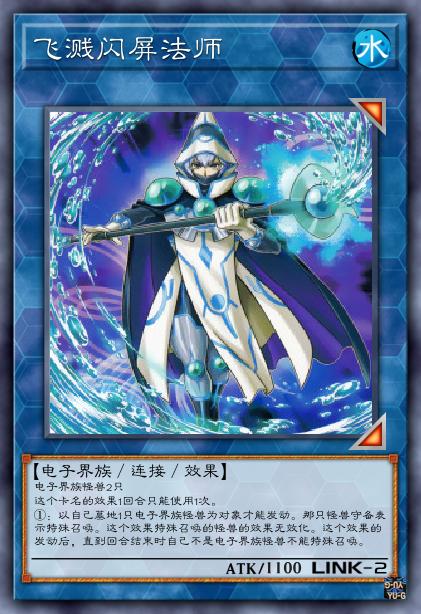 飞溅闪屏法师
水
【电子界族/连接/效果】
电子界族怪兽2只
这个卡名的效果1回合只能使用1次。
①：以自己墓地1只电子界族怪兽为对象才能发动。那只怪兽守备表
示特殊召唤。这个效果特殊召唤的怪兽的效果无效化。这个效果的
发动后，直到回合结束时自己不是电子界族怪兽不能特殊召唤。
ATK/1100 LINK-2